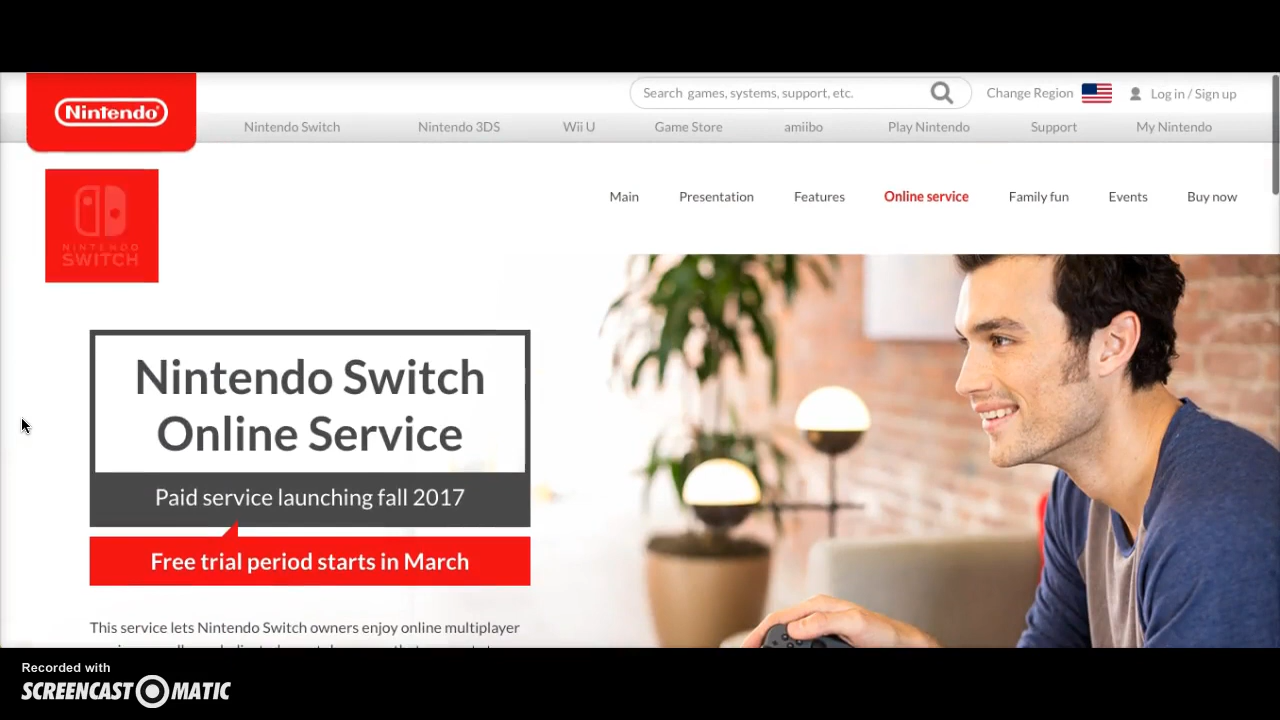 Nintendo
Search games, systems, support, etc.
Change Region
Log in / Sign up
Nintendo Switch
Nintendo 3DS
Wii U
Game Store
amiibo
Play Nintendo
Support
My Nintendo
NINTENDO
SWITCH
Main
Presentation
Features
Online service
Family fun
Events
Buy now
Nintendo Switch
Online Service
Paid service launching fall 2017
Free trial period starts in March
This service lets Nintendo Switch owners enjoy online multiplayer
Recorded with
SCREENCAST MATIC